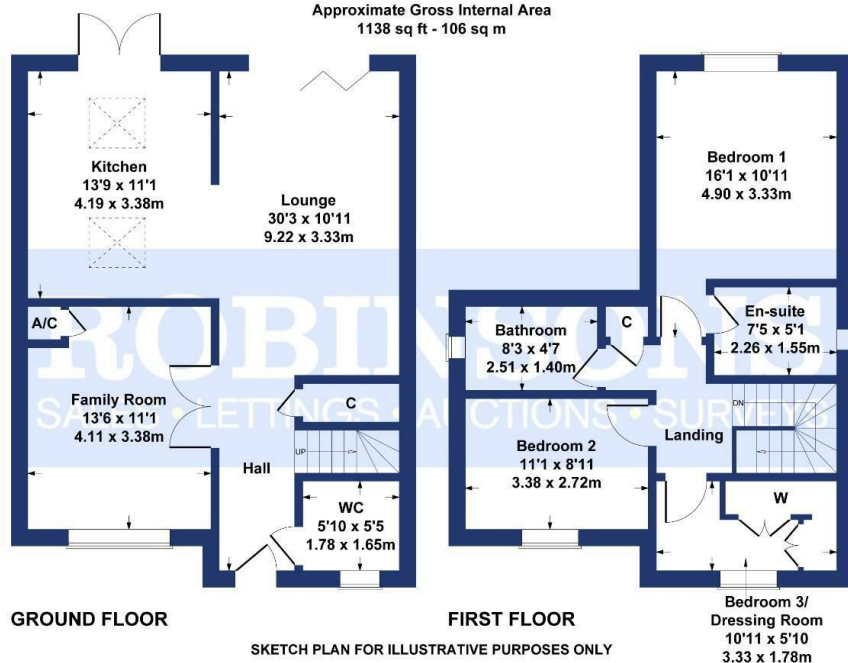 Approximate Gross Internal Area
1138 sq ft - 106 sq m
Kitchen
13'9 x 11'1
4.19 x 3.38m
Lounge
30'3 x 10'11
9.22 x 3.33m
A/C
Family Room
13'6 x 11'1
4.11 x 3.38m
Hall
C
UP
WC
5'10 x 5'5
1.78 x 1.65m
GROUND FLOOR
Bedroom 1
16'1 x 10'11
4.90 x 3.33m
En-suite
7'5 x 5'1
2.26 x 1.55m
Bathroom
8'3 x 4'7
2.51 x 1.40m
C
DN
Landing
Bedroom 2
11'1 x 8'11
3.38 x 2.72m
W
Bedroom 3/
Dressing Room
10'11 x 5'10
3.33 x 1.78m
FIRST FLOOR
SKETCH PLAN FOR ILLUSTRATIVE PURPOSES ONLY
ROBINSONS
SALES • LETTINGS • AUCTIONS • SURVEYS